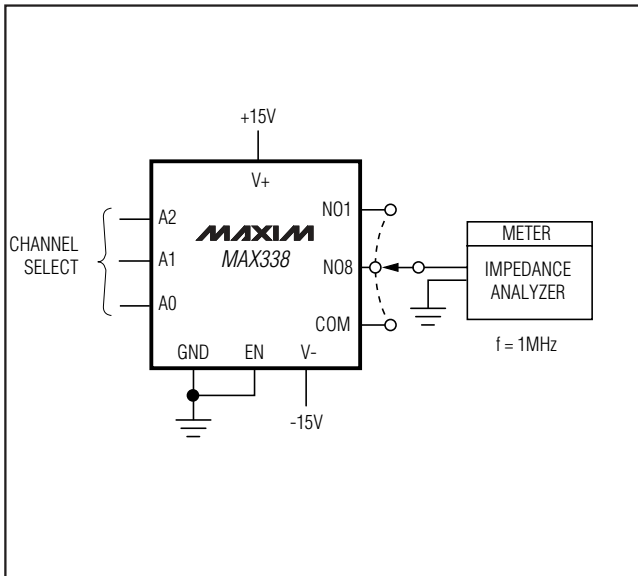 +15V
V+
CHANNEL
SELECT
A2
A1
A0
MAXIM
MAX338
NO1
NO8
COM
GND
EN
V-
-15V
METER
IMPEDANCE
ANALYZER
f = 1MHz